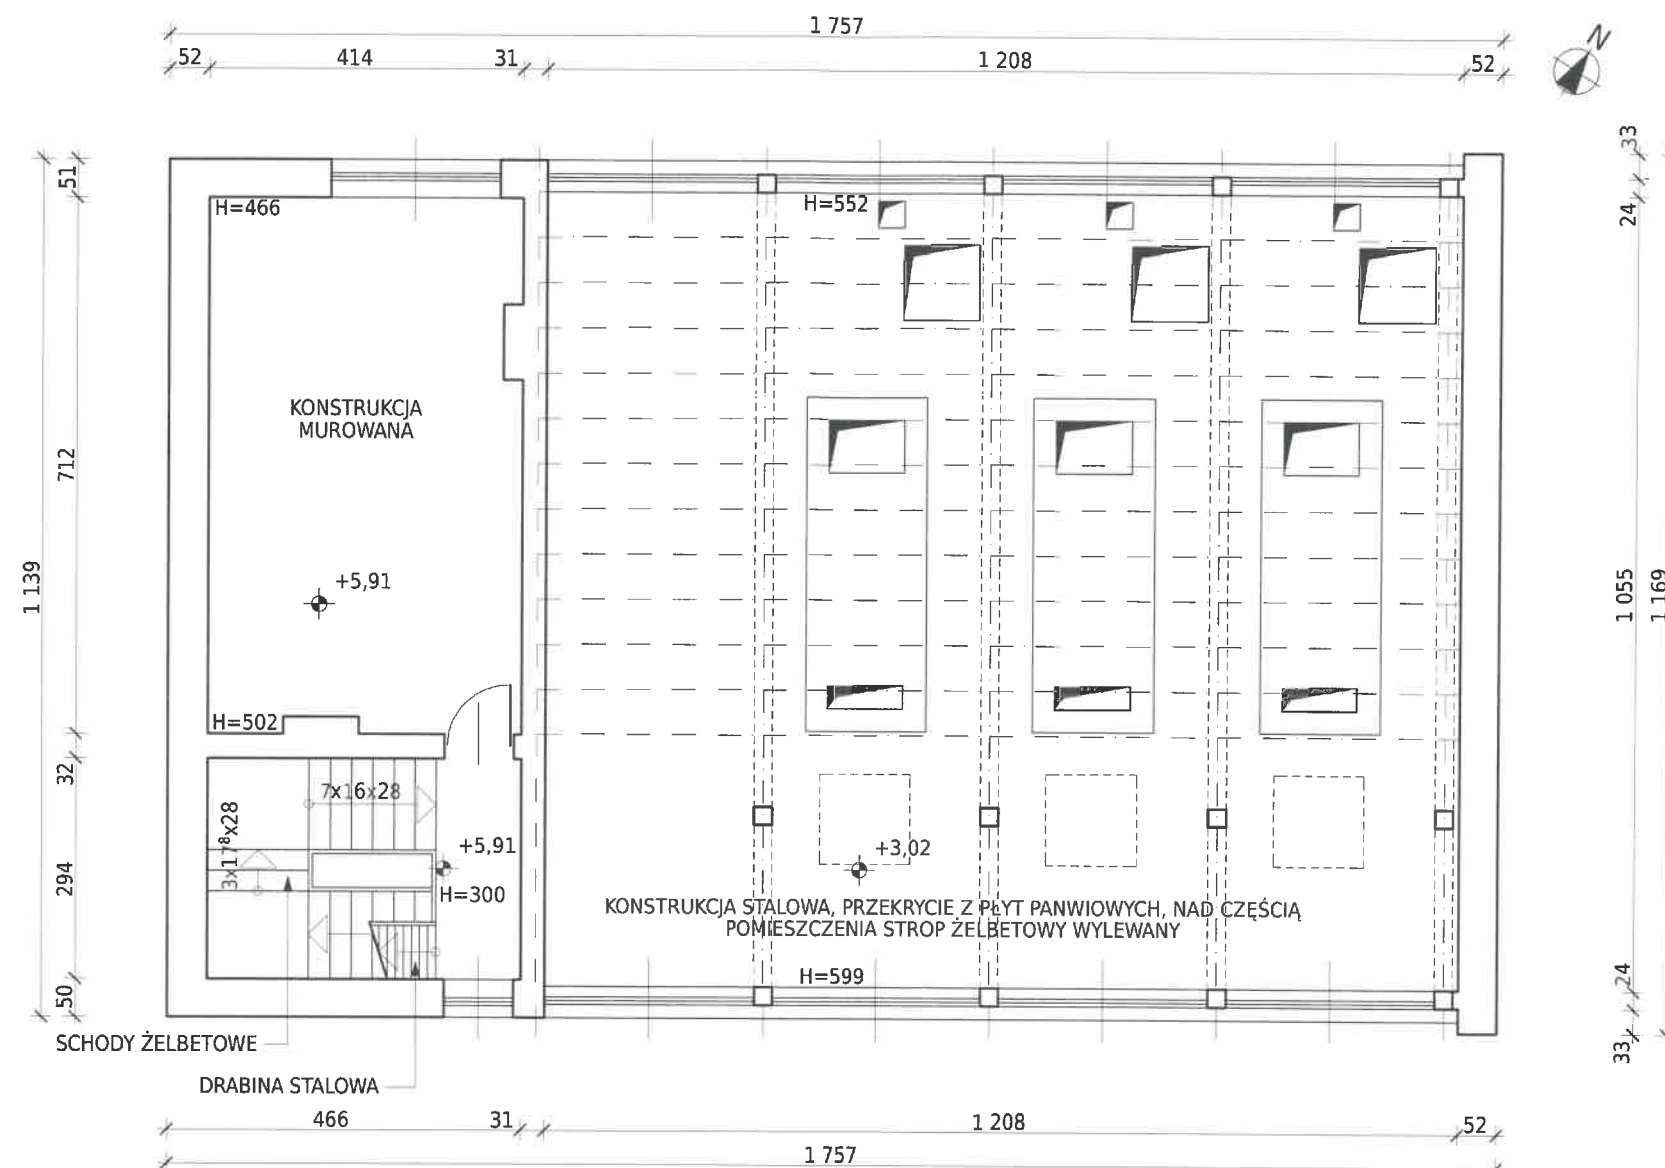 1 757
52 414 31 1 208 52
N
33
51
24
H=466
H=552
KONSTRUKCJA
MUROWANA
712
+5,91
1 139
1 055
1 169
H=502
32
7x16x28
3x17⁸x28
+5,91
+3,02
294
H=300
KONSTRUKCJA STALOWA, PRZEKRYCIE Z PŁYT PANWIOWYCH, NAD CZĘŚCIĄ
POMIESZCZENIA STROP ŻELBETOWY WYLEWANY
H=599
24
50
SCHODY ŻELBETOWE
33
DRABINA STALOWA
466 31 1 208 52
1 757